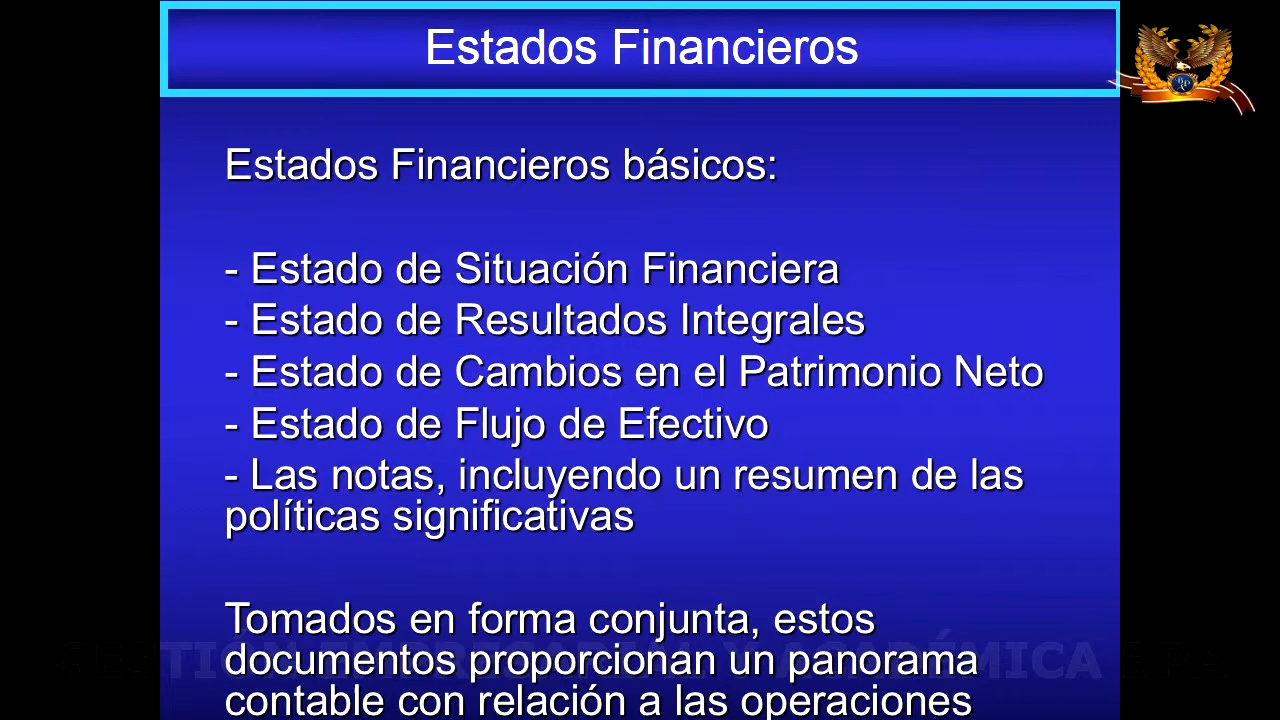 Estados Financieros
Estados Financieros básicos:
- Estado de Situación Financiera
- Estado de Resultados Integrales
- Estado de Cambios en el Patrimonio Neto
- Estado de Flujo de Efectivo
- Las notas, incluyendo un resumen de las
políticas significativas
Tomados en forma conjunta, estos
documentos proporcionan un panorama
contable con relación a las operaciones